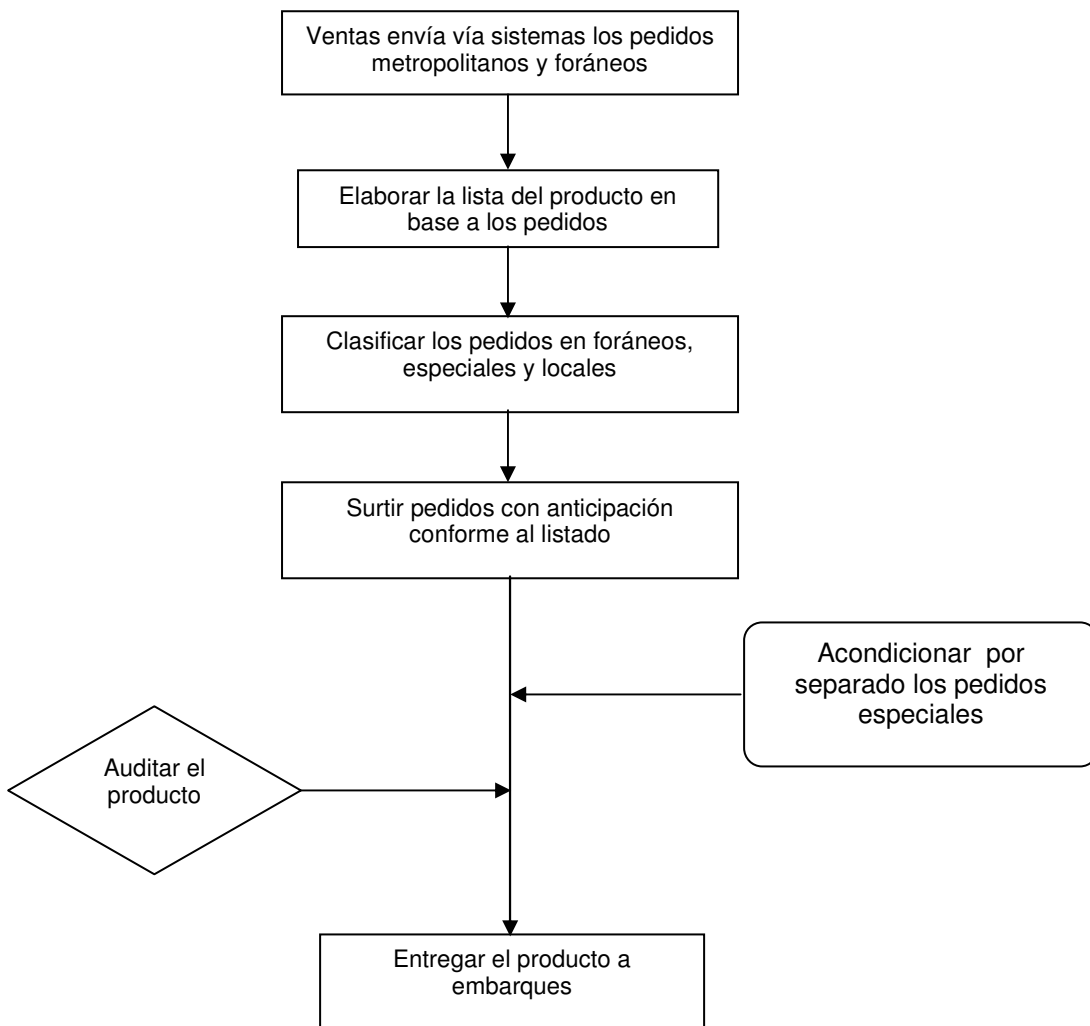 Ventas envía vía sistemas los pedidos
metropolitanos y foráneos
Elaborar la lista del producto en
base a los pedidos
Clasificar los pedidos en foráneos,
especiales y locales
Surtir pedidos con anticipación
conforme al listado
Acondicionar por
separado los pedidos
especiales
Auditar el
producto
Entregar el producto a
embarques